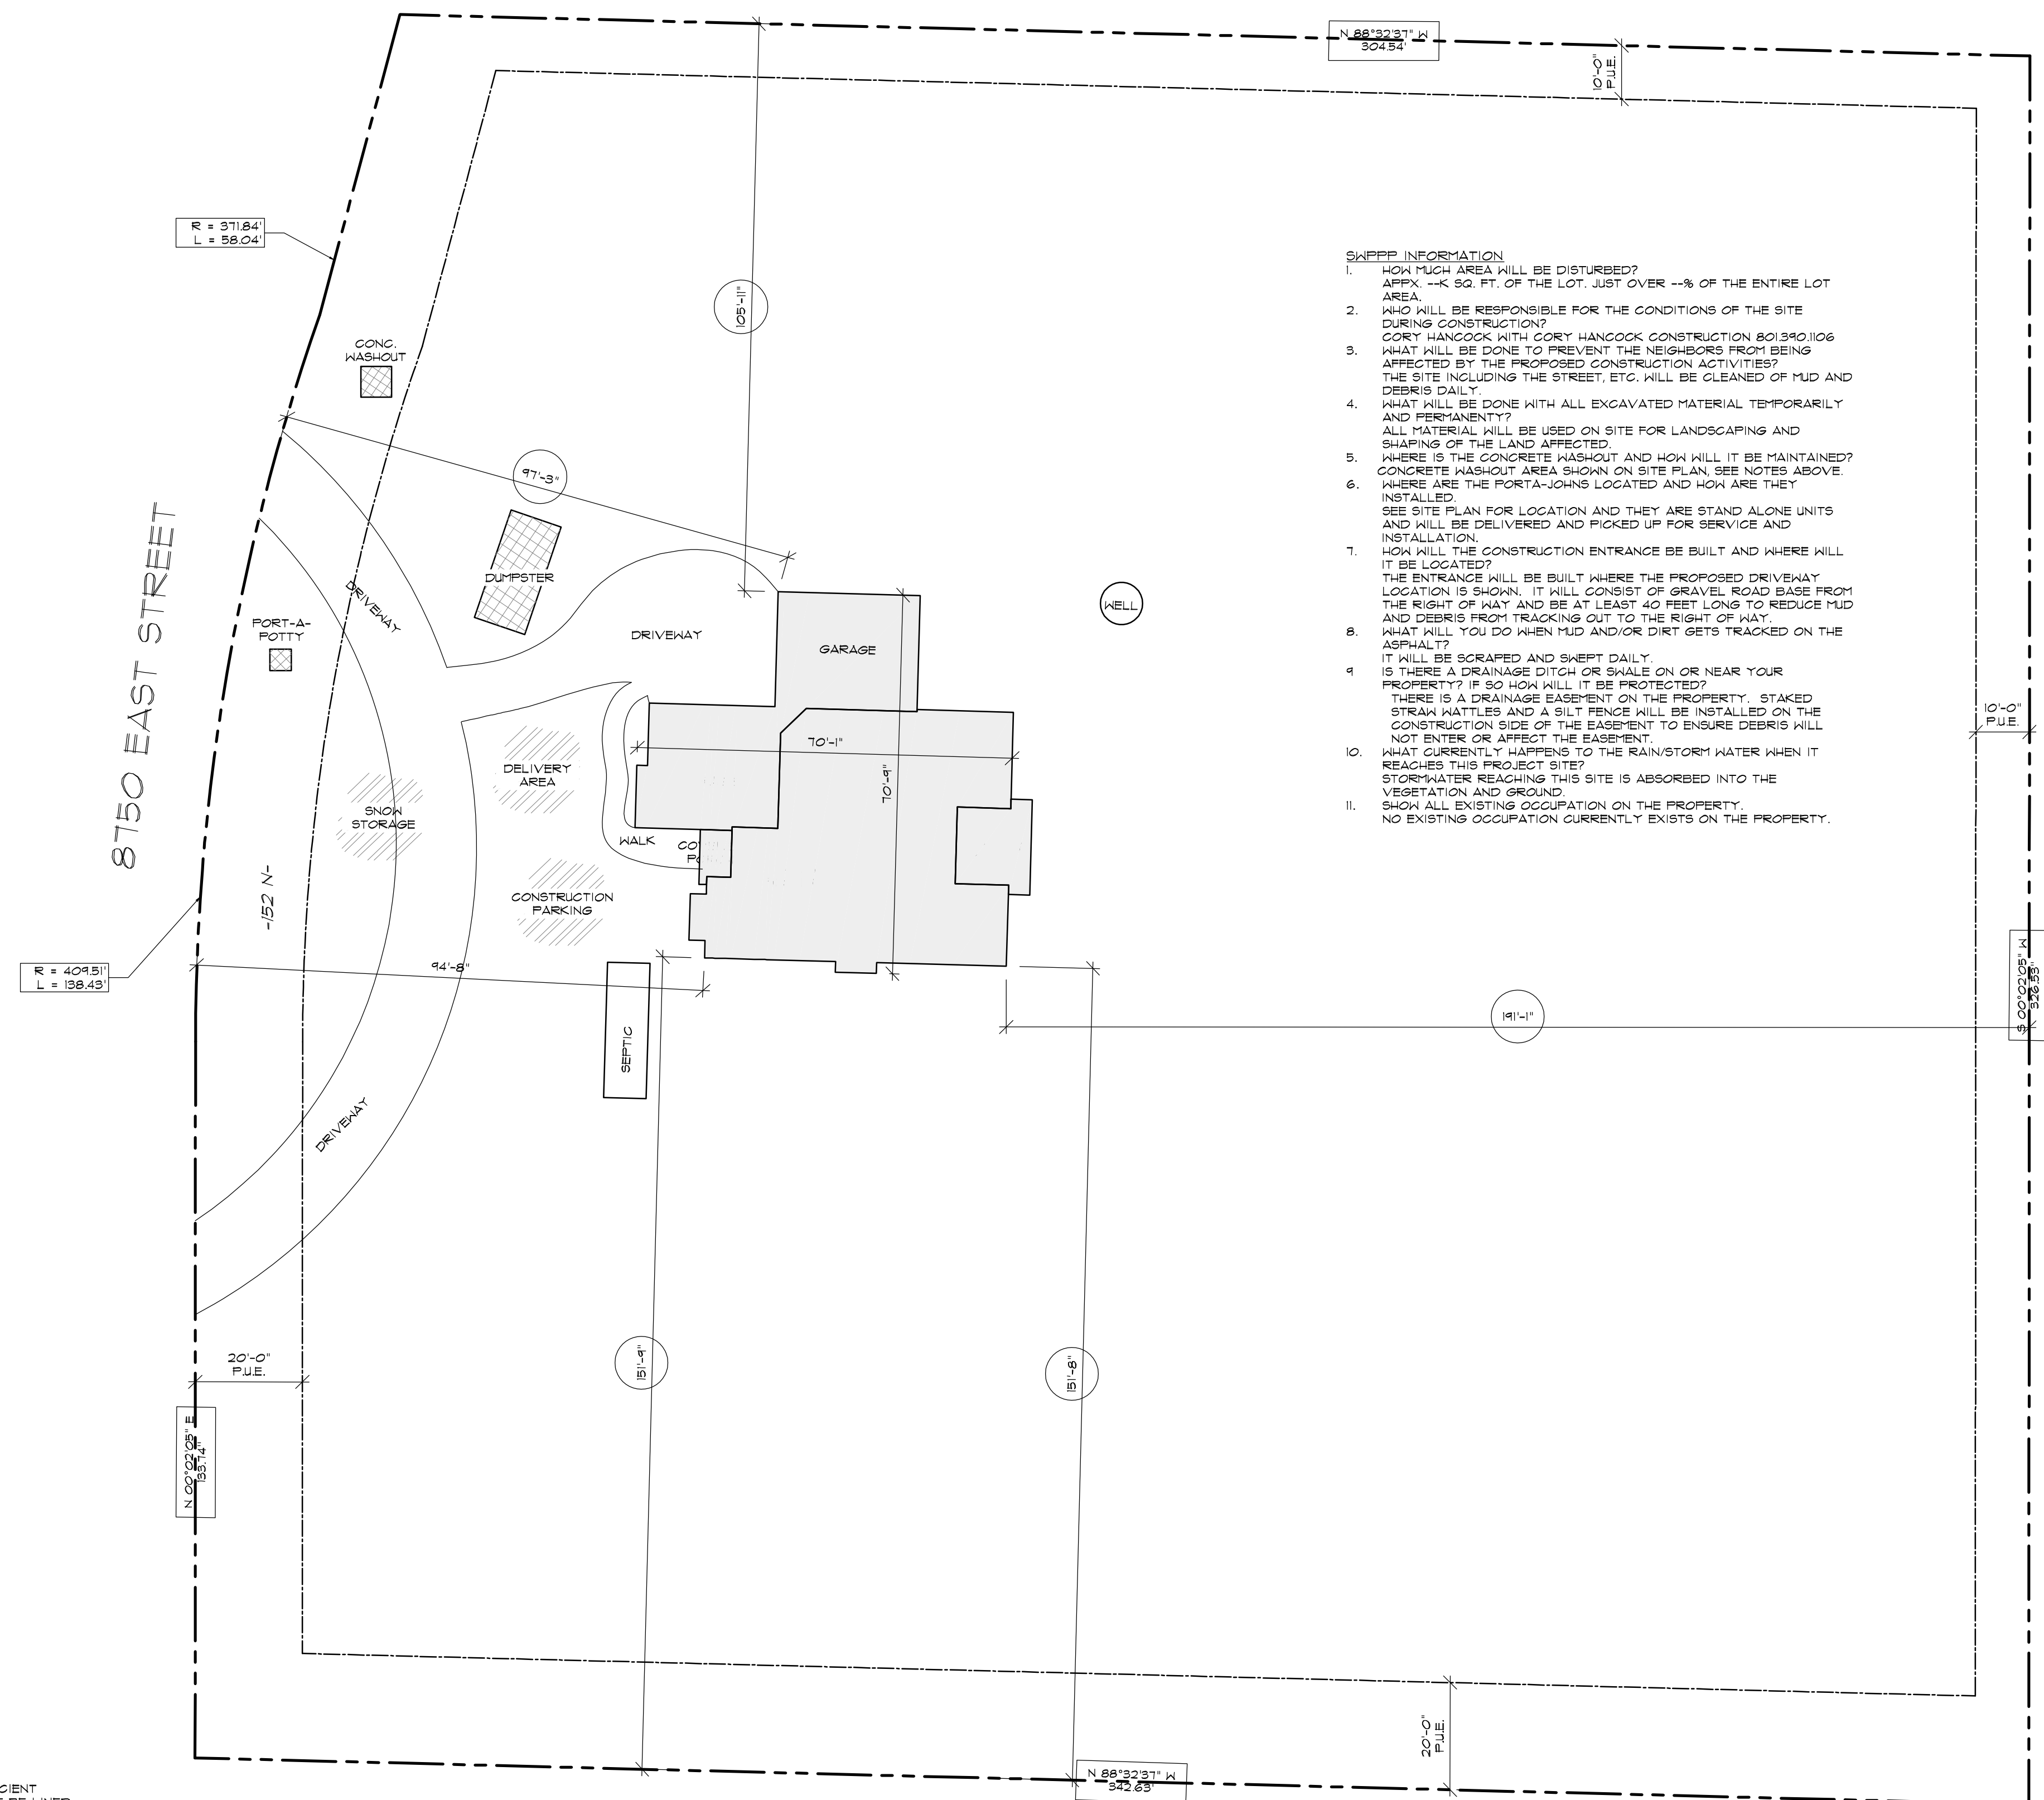 N 88°32'37" W
304.54'
10'-0"
P.U.E.
R = 371.84'
L = 58.04'
105'-11"
CONC.
WASHOUT
97'-3"
DUMPSTER
DRIVEWAY
PORT-A-
POTTY
DRIVEWAY
GARAGE
WELL
8750 EAST STREET
70'-1"
70'-9"
DELIVERY
AREA
SNOW
STORAGE
WALK
CONSTRUCTION
PARKING
-152 N-
R = 409.51'
L = 138.43'
94'-8"
SEPTIC
DRIVEWAY
191'-1"
SWPPP INFORMATION
1. HOW MUCH AREA WILL BE DISTURBED?
APPX. --K SQ. FT. OF THE LOT. JUST OVER --% OF THE ENTIRE LOT
AREA.
2. WHO WILL BE RESPONSIBLE FOR THE CONDITIONS OF THE SITE
DURING CONSTRUCTION?
CORY HANCOCK WITH CORY HANCOCK CONSTRUCTION 801.390.1106
3. WHAT WILL BE DONE TO PREVENT THE NEIGHBORS FROM BEING
AFFECTED BY THE PROPOSED CONSTRUCTION ACTIVITIES?
THE SITE INCLUDING THE STREET, ETC. WILL BE CLEANED OF MUD AND
DEBRIS DAILY.
4. WHAT WILL BE DONE WITH ALL EXCAVATED MATERIAL TEMPORARILY
AND PERMANENTY?
ALL MATERIAL WILL BE USED ON SITE FOR LANDSCAPING AND
SHAPING OF THE LAND AFFECTED.
5. WHERE IS THE CONCRETE WASHOUT AND HOW WILL IT BE MAINTAINED?
CONCRETE WASHOUT AREA SHOWN ON SITE PLAN, SEE NOTES ABOVE.
6. WHERE ARE THE PORTA-JOHNS LOCATED AND HOW ARE THEY
INSTALLED.
SEE SITE PLAN FOR LOCATION AND THEY ARE STAND ALONE UNITS
AND WILL BE DELIVERED AND PICKED UP FOR SERVICE AND
INSTALLATION.
7. HOW WILL THE CONSTRUCTION ENTRANCE BE BUILT AND WHERE WILL
IT BE LOCATED?
THE ENTRANCE WILL BE BUILT WHERE THE PROPOSED DRIVEWAY
LOCATION IS SHOWN. IT WILL CONSIST OF GRAVEL ROAD BASE FROM
THE RIGHT OF WAY AND BE AT LEAST 40 FEET LONG TO REDUCE MUD
AND DEBRIS FROM TRACKING OUT TO THE RIGHT OF WAY.
8. WHAT WILL YOU DO WHEN MUD AND/OR DIRT GETS TRACKED ON THE
ASPHALT?
IT WILL BE SCRAPED AND SWEPT DAILY.
9 IS THERE A DRAINAGE DITCH OR SWALE ON OR NEAR YOUR
PROPERTY? IF SO HOW WILL IT BE PROTECTED?
THERE IS A DRAINAGE EASEMENT ON THE PROPERTY. STAKED
STRAW WATTLES AND A SILT FENCE WILL BE INSTALLED ON THE
CONSTRUCTION SIDE OF THE EASEMENT TO ENSURE DEBRIS WILL
NOT ENTER OR AFFECT THE EASEMENT.
10. WHAT CURRENTLY HAPPENS TO THE RAIN/STORM WATER WHEN IT
REACHES THIS PROJECT SITE?
STORMWATER REACHING THIS SITE IS ABSORBED INTO THE
VEGETATION AND GROUND.
11. SHOW ALL EXISTING OCCUPATION ON THE PROPERTY.
NO EXISTING OCCUPATION CURRENTLY EXISTS ON THE PROPERTY.
10'-0"
P.U.E.
S 00°02'05" W
326.53'
20'-0"
P.U.E.
N 00°02'05" E
133.74'
151'-9"
151'-8"
20'-0"
P.U.E.
N 88°32'37" W
342.63'